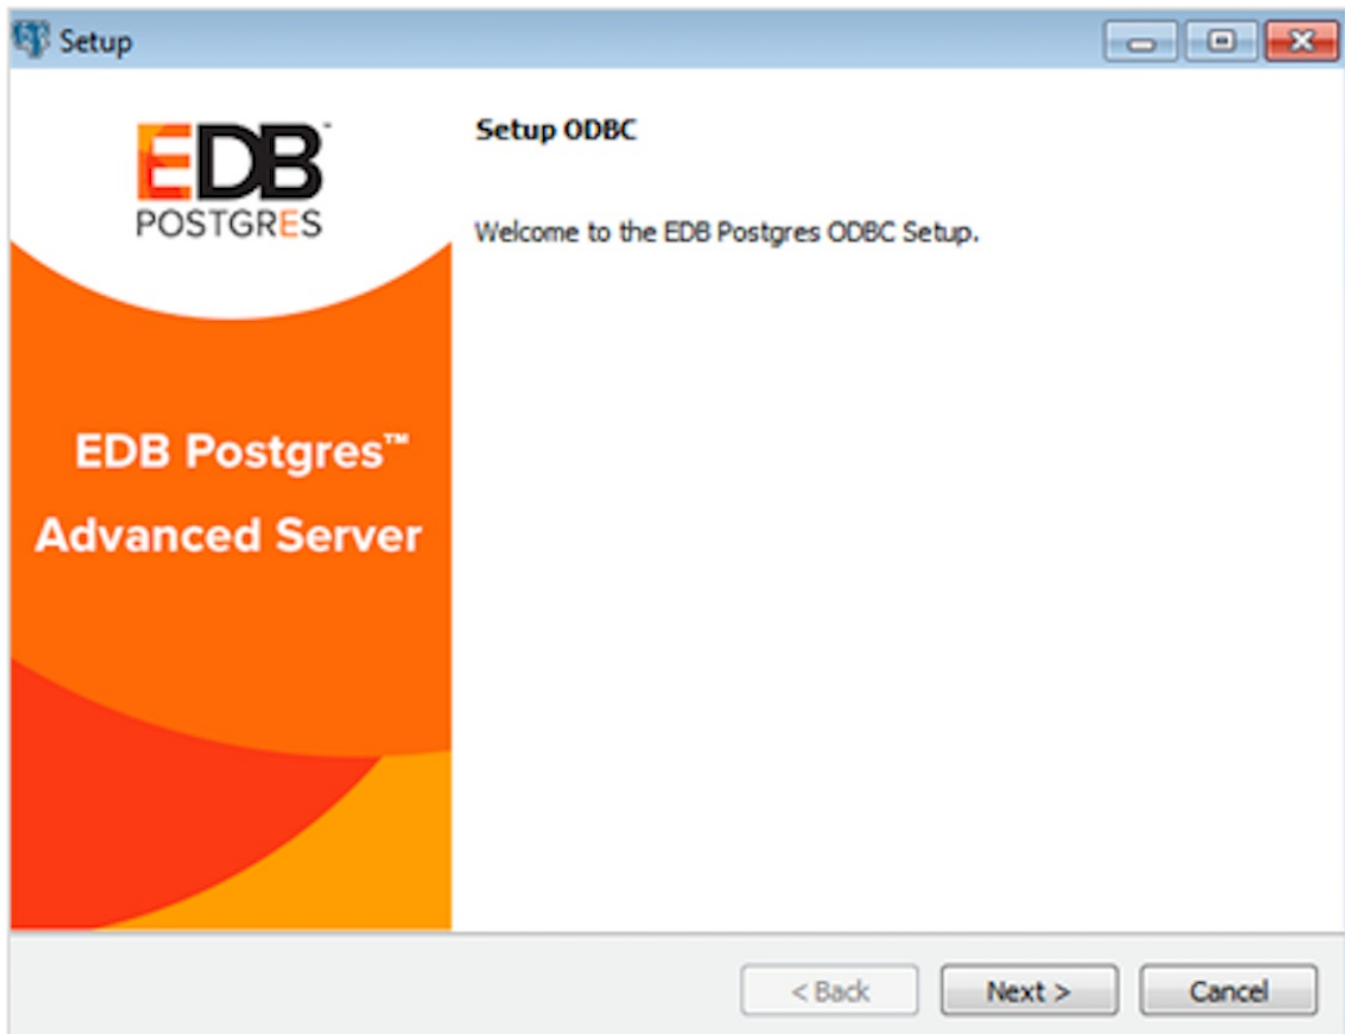 Setup
EDB™
POSTGRES
EDB Postgres™
Advanced Server
Setup ODBC
Welcome to the EDB Postgres ODBC Setup.
< Back
Next >
Cancel